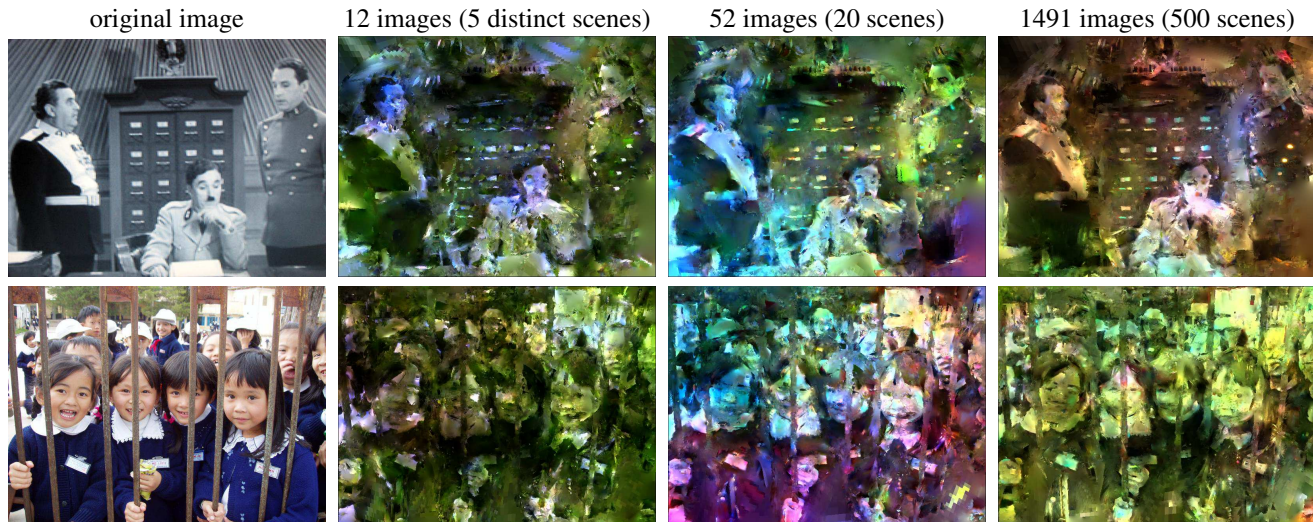 original image
12 images (5 distinct scenes)
52 images (20 scenes)
1491 images (500 scenes)